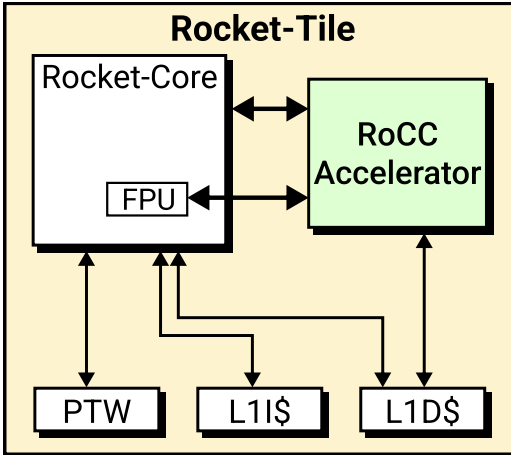 Rocket-Tile
Rocket-Core
RoCC
Accelerator
FPU
PTW
L1I$
L1D$